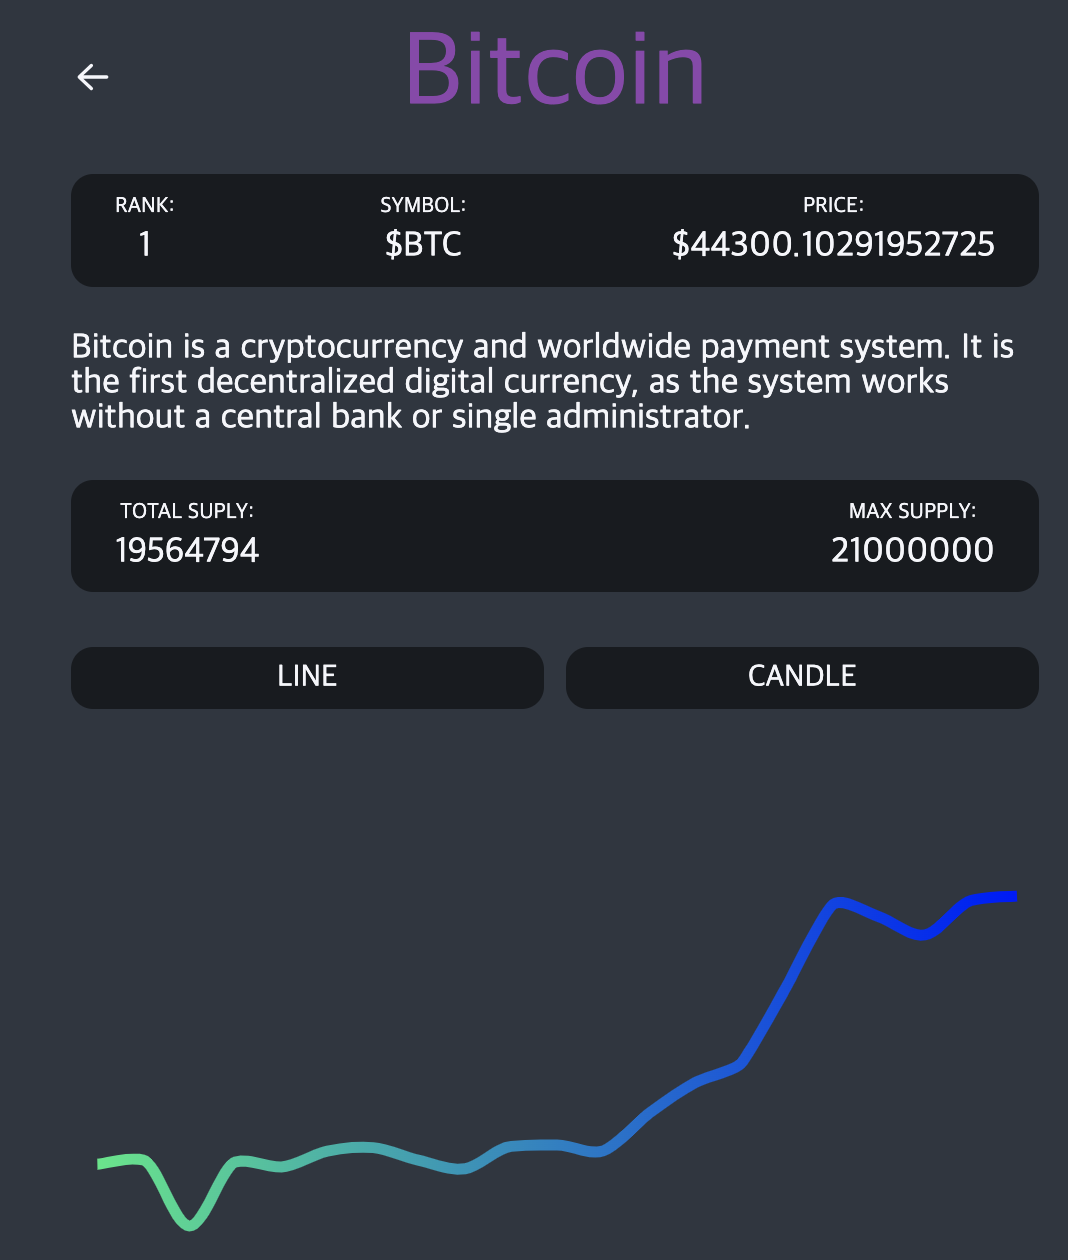 Bitcoin
RANK: SYMBOL: PRICE:
1 $BTC $44300.10291952725
Bitcoin is a cryptocurrency and worldwide payment system. It is
the first decentralized digital currency, as the system works
without a central bank or single administrator.
TOTAL SUPLY: MAX SUPPLY:
19564794 21000000
LINE CANDLE